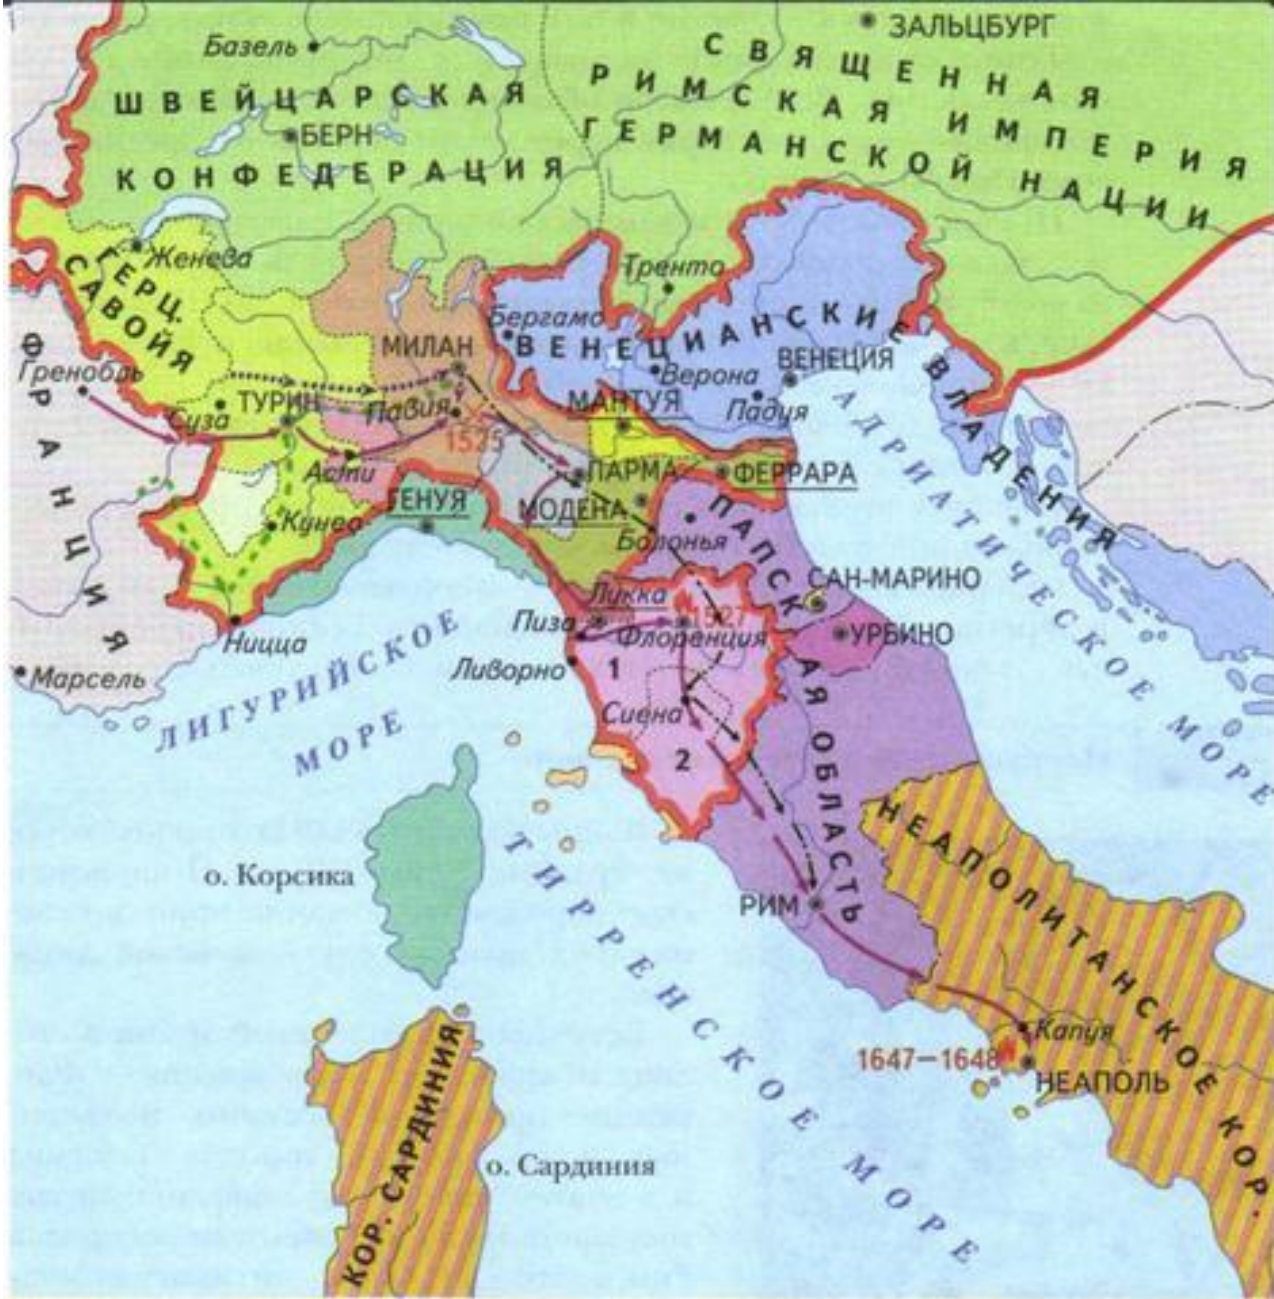 ЗАЛЬЦБУРГ
Базель
СВЯЩЕННАЯ
РИМСКАЯ ИМПЕРИЯ
ГЕРМАНСКОЙ НАЦИИ
ШВЕЙЦАРСКАЯ
БЕРН
КОНФЕДЕРАЦИЯ
Женева
ГЕРЦ.
САВОЙЯ
Тренто
Бергамо
ВЕНЕЦИАНСКИЕ ВЛАДЕНИЯ
МИЛАН
ВЕНЕЦИЯ
Верона
ФРАНЦИЯ
Гренобль
Суза
ТУРИН
Павия
1525
МАНТУЯ
Падуя
АДРИАТИЧЕСКОЕ МОРЕ
Асти
ПАРМА
ФЕРРАРА
ГЕНУЯ
МОДЕНА
Кунео
Болонья
ПАПСКАЯ ОБЛАСТЬ
САН-МАРИНО
Лукка
Пиза
1527
Флоренция
УРБИНО
Ницца
Марсель
Ливорно
1
ЛИГУРИЙСКОЕ
МОРЕ
Сиена
2
НЕАПОЛИТАНСКОЕ КОР.
о. Корсика
ТИРРЕНСКОЕ МОРЕ
РИМ
Капуя
1647–1648
НЕАПОЛЬ
КОР. САРДИНИЯ
о. Сардиния